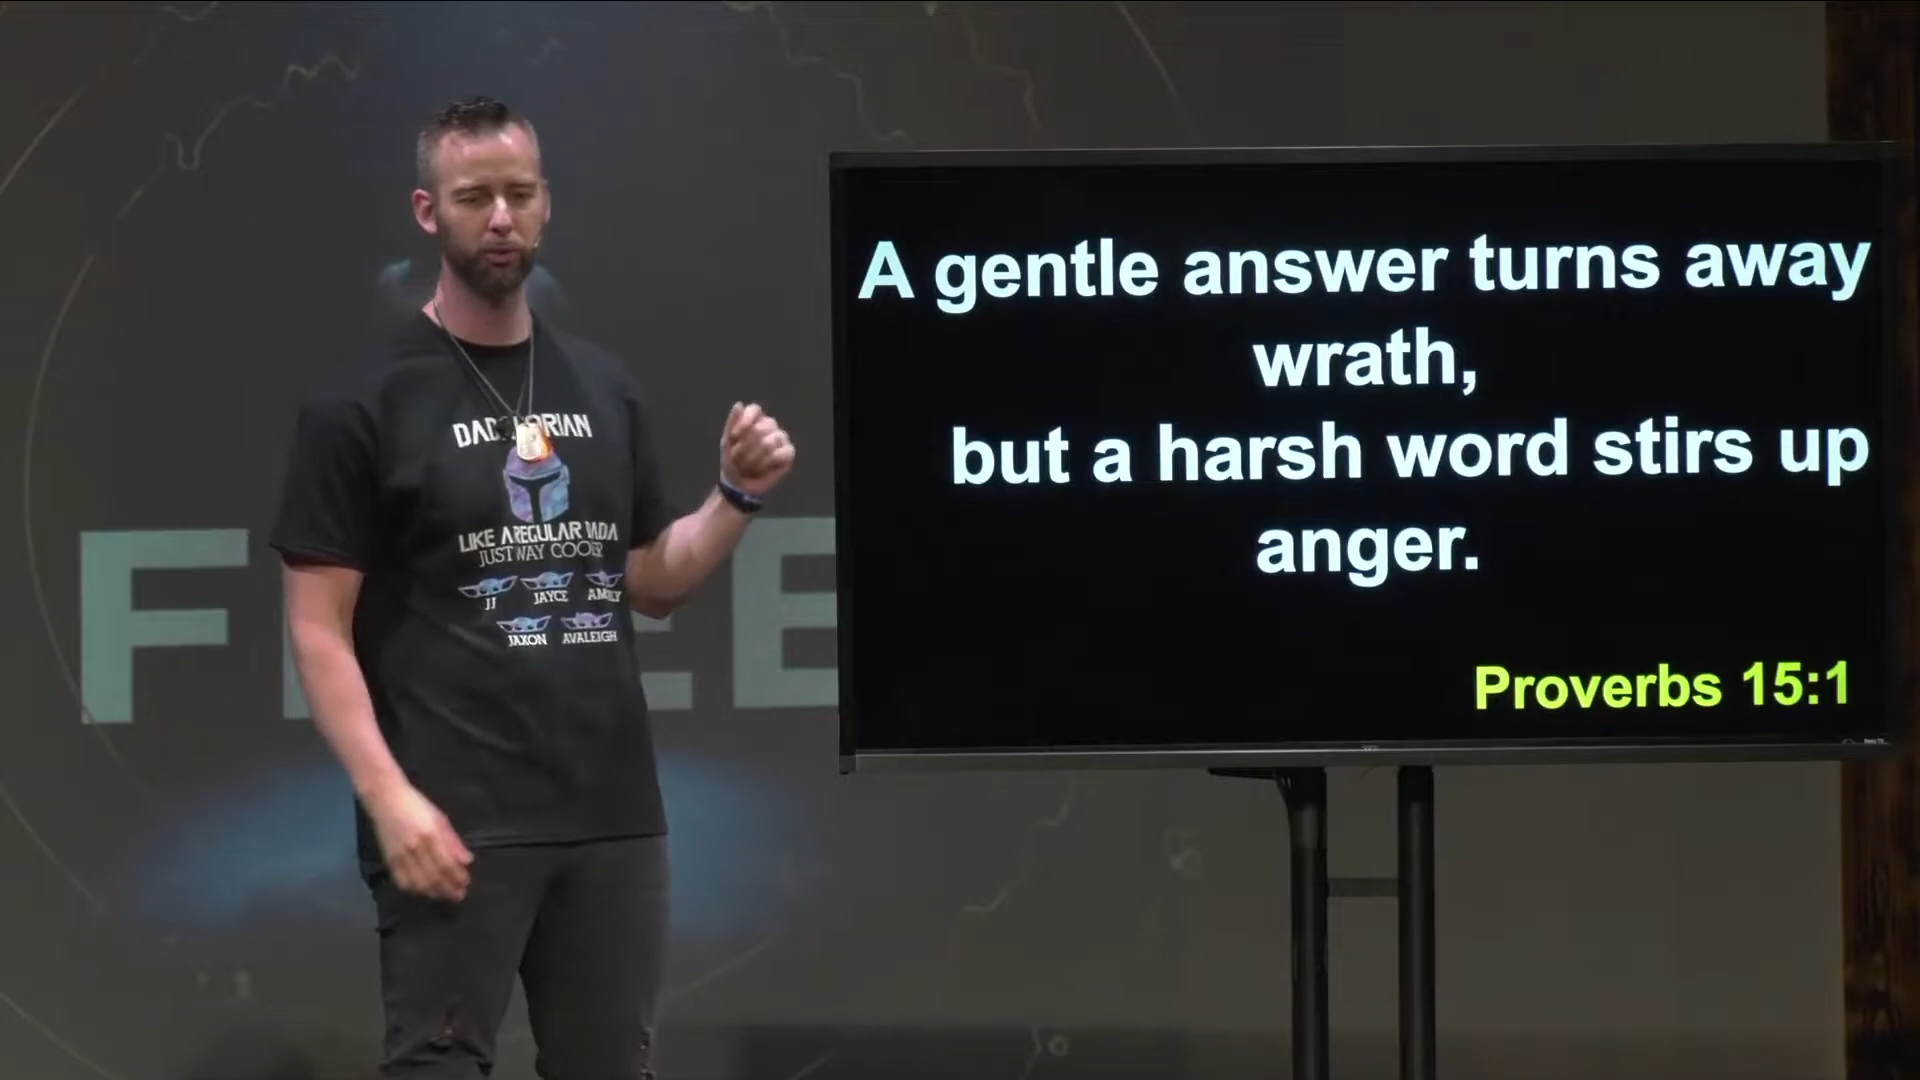 A gentle answer turns away
wrath,
but a harsh word stirs up
anger.
Proverbs 15:1
LIKE A REGULAR DADA
JUST WAY COOLER
JJ JAYCE
JAXON AVALEIGH